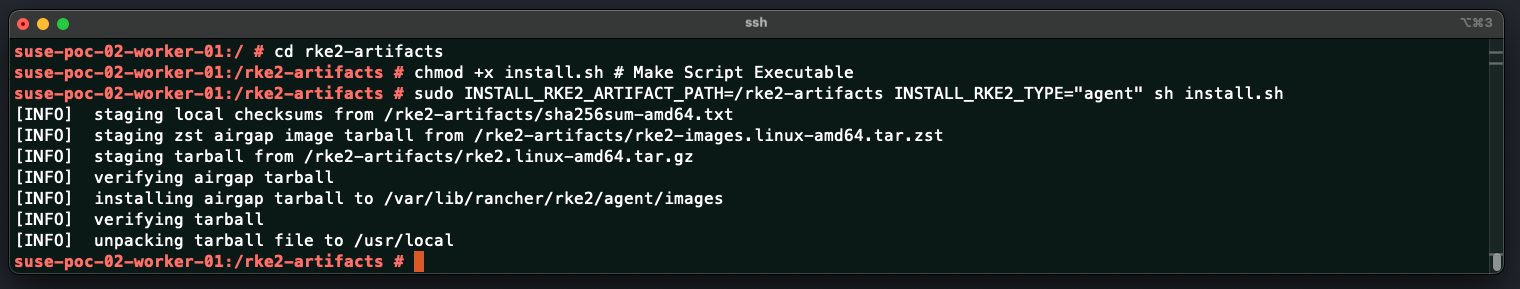 ssh
⌥⌘3
suse-poc-02-worker-01:/ # cd rke2-artifacts
suse-poc-02-worker-01:/rke2-artifacts # chmod +x install.sh # Make Script Executable
suse-poc-02-worker-01:/rke2-artifacts # sudo INSTALL_RKE2_ARTIFACT_PATH=/rke2-artifacts INSTALL_RKE2_TYPE="agent" sh install.sh
[INFO]  staging local checksums from /rke2-artifacts/sha256sum-amd64.txt
[INFO]  staging zst airgap image tarball from /rke2-artifacts/rke2-images.linux-amd64.tar.zst
[INFO]  staging tarball from /rke2-artifacts/rke2.linux-amd64.tar.gz
[INFO]  verifying airgap tarball
[INFO]  installing airgap tarball to /var/lib/rancher/rke2/agent/images
[INFO]  verifying tarball
[INFO]  unpacking tarball file to /usr/local
suse-poc-02-worker-01:/rke2-artifacts #